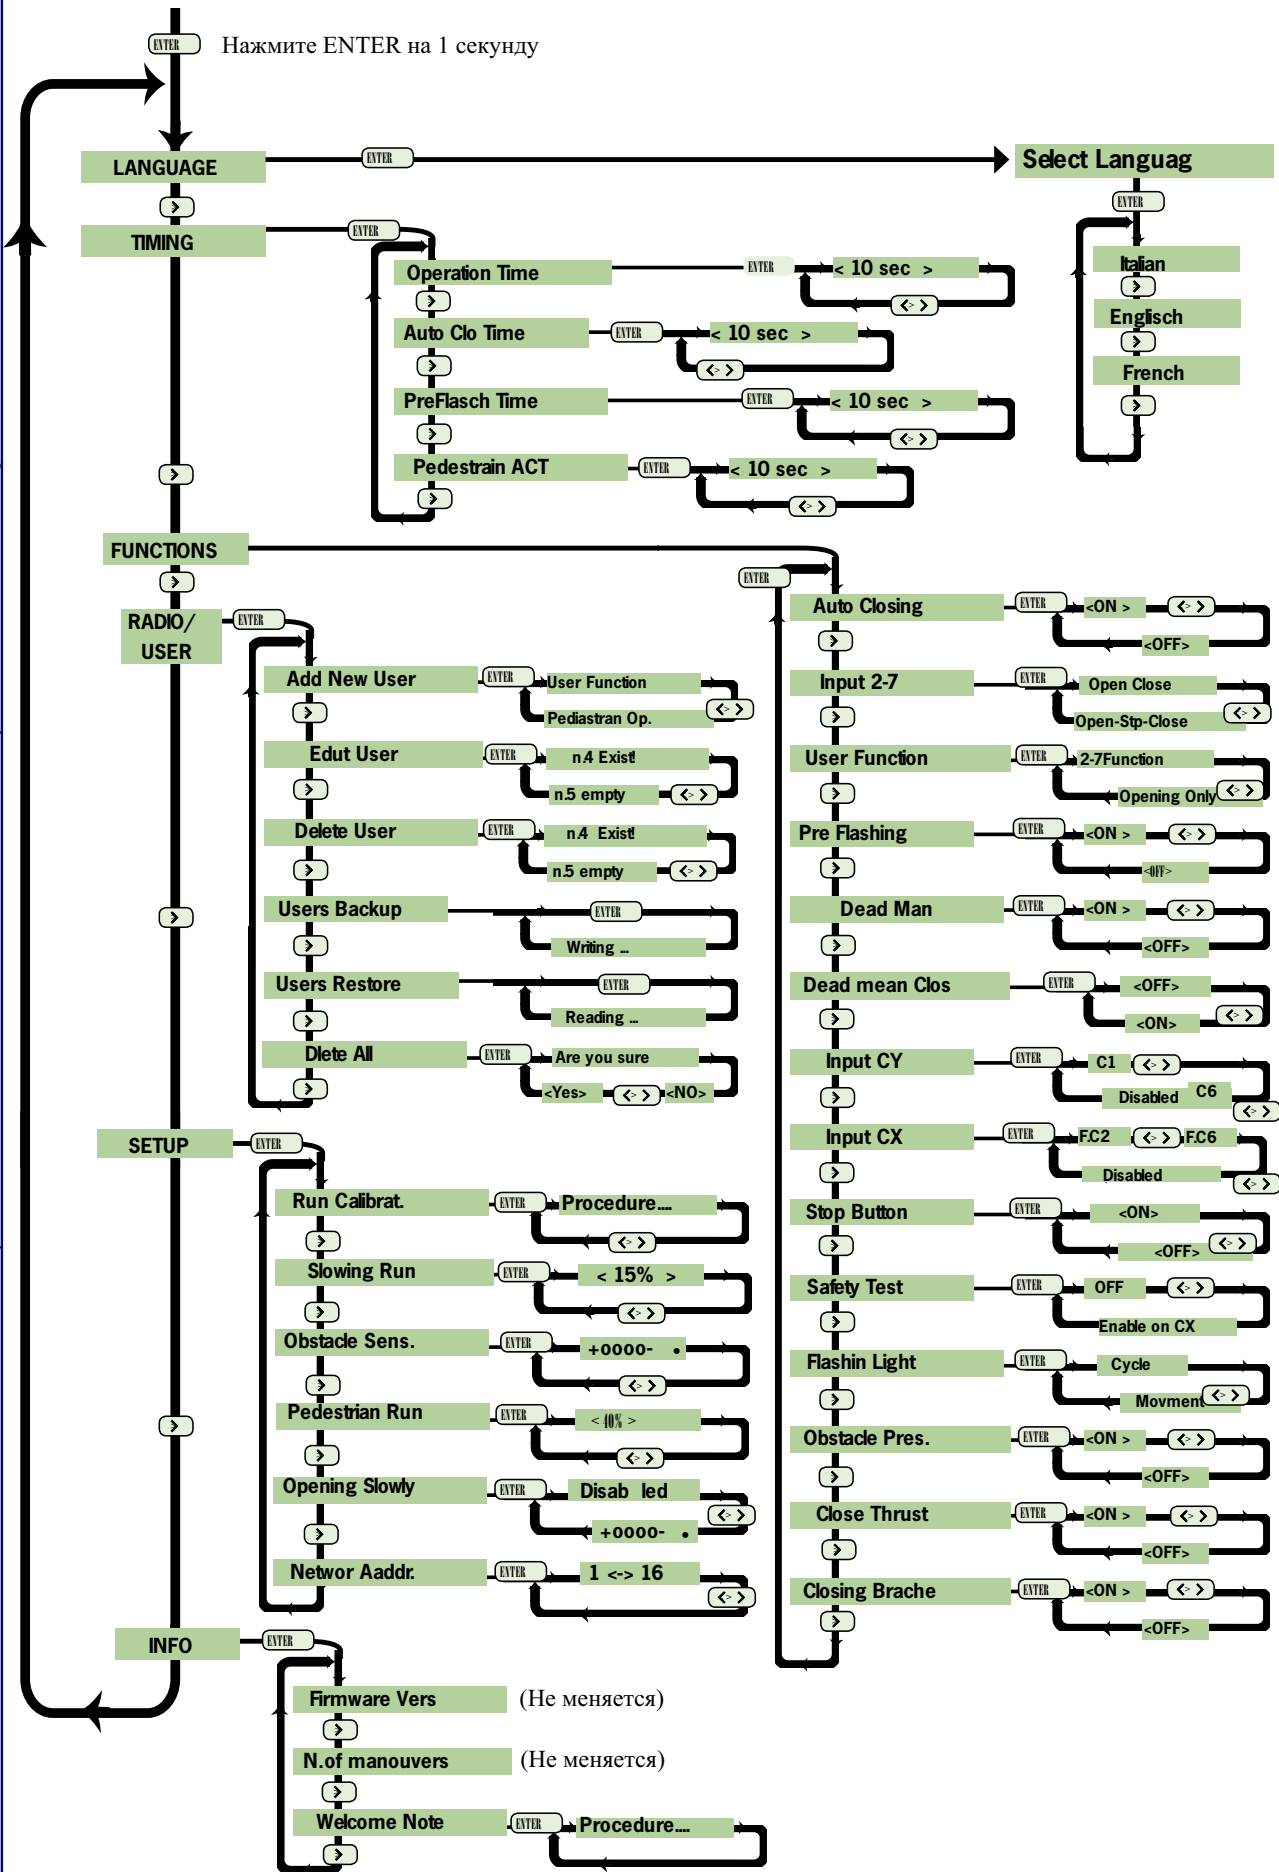 ENTER Нажмите ENTER на 1 секунду
LANGUAGE ENTER Select Languag
>
ENTER
TIMING ENTER
Italian
>
Englisch
>
French
>
Operation Time ENTER < 10 sec >
> <> >
Auto Clo Time ENTER < 10 sec >
> <> >
PreFlasch Time ENTER < 10 sec >
> <> >
Pedestrain ACT ENTER < 10 sec >
> <> >
>
FUNCTIONS
>
ENTER
RADIO/
USER
ENTER
Add New User ENTER User Function
> <> >
Pediastran Op.
Edut User ENTER n.4 Exist!
>
n.5 empty <> >
Delete User ENTER n.4 Exist!
>
n.5 empty <> >
Users Backup ENTER
>
Writing ...
Users Restore ENTER
>
Reading ...
Dlete All ENTER Are you sure
>
<Yes> <> > <NO>
>
Auto Closing ENTER <ON > <> >
>
<OFF>
Input 2-7 ENTER Open Close
>
Open-Stp-Close <> >
User Function ENTER 2-7Function
>
Opening Only <> >
Pre Flashing ENTER <ON > <> >
>
<OFF>
Dead Man ENTER <ON > <> >
>
<OFF>
Dead mean Clos ENTER <OFF>
>
<ON> <> >
Input CY ENTER C1 <> >
>
Disabled C6
<> >
Input CX ENTER F.C2 <> > F.C6
>
Disabled
<> >
Stop Button ENTER <ON>
>
<OFF> <> >
Safety Test ENTER OFF <> >
>
Enable on CX
Flashin Light ENTER Cycle
>
Movment <> >
Obstacle Pres. ENTER <ON > <> >
>
<OFF>
Close Thrust ENTER <ON > <> >
>
<OFF>
Closing Brache ENTER <ON > <> >
>
<OFF>
SETUP ENTER
Run Calibrat. ENTER Procedure....
> <> >
Slowing Run ENTER < 15% >
> <> >
Obstacle Sens. ENTER +oooo- •
> <> >
Pedestrian Run ENTER < 40% >
> <> >
>
Opening Slowly ENTER Disab led
<> >
>
+oooo- •
Networ Aaddr. ENTER 1 <-> 16
<> >
INFO ENTER
Firmware Vers (Не меняется)
>
N.of manouvers (Не меняется)
>
Welcome Note ENTER Procedure....
>